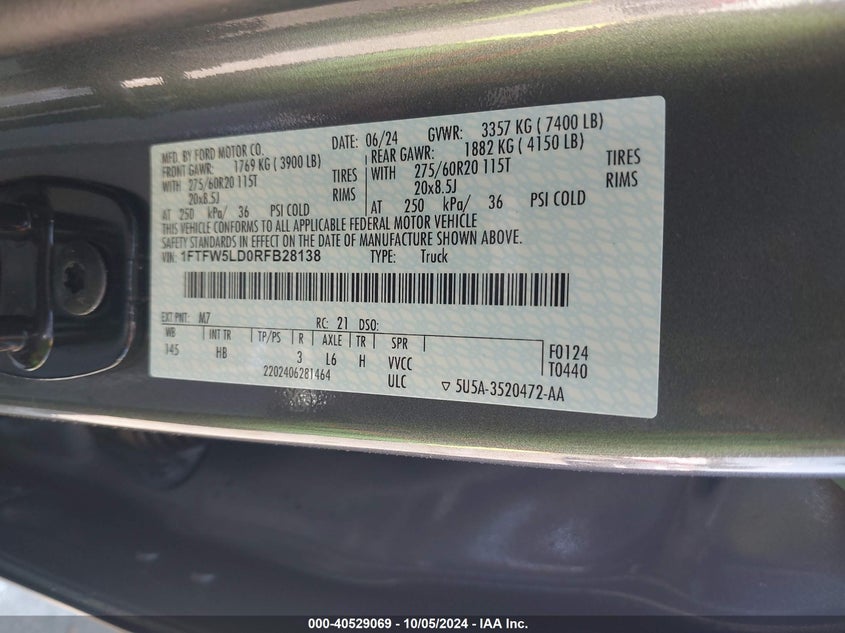 MFD. BY FORD MOTOR CO.
DATE: 06/24 GVWR: 3357 KG ( 7400 LB)
FRONT GAWR: 1769 KG ( 3900 LB) REAR GAWR: 1882 KG ( 4150 LB)
WITH 275/60R20 115T TIRES WITH 275/60R20 115T TIRES
20x8.5J RIMS 20x8.5J RIMS
AT 250 kPa/ 36 PSI COLD AT 250 kPa/ 36 PSI COLD
THIS VEHICLE CONFORMS TO ALL APPLICABLE FEDERAL MOTOR VEHICLE
SAFETY STANDARDS IN EFFECT ON THE DATE OF MANUFACTURE SHOWN ABOVE.
VIN: 1FTFW5LD0RFB28138 TYPE: Truck
EXT PNT: M7 RC: 21 DSO:
WB INT TR TP/PS R AXLE TR SPR
145 HB 3 L6 H VVCC F0124
2202406281464 ULC T0440
5U5A-3520472-AA
000-40529069 - 10/05/2024 - IAA Inc.